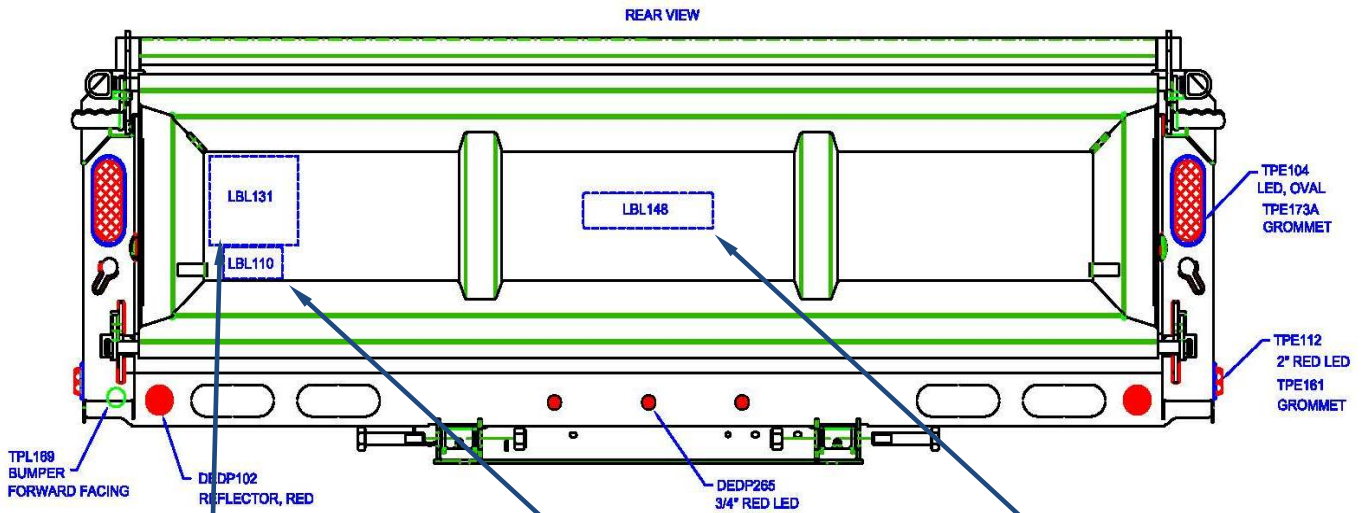 REAR VIEW
LBL131
LBL148
LBL110
TPE104
LED, OVAL
TPE173A
GROMMET
TPE112
2" RED LED
TPE161
GROMMET
TPL169
BUMPER
FORWARD FACING
DEDP102
REFLECTOR, RED
DEDP265
3/4" RED LED